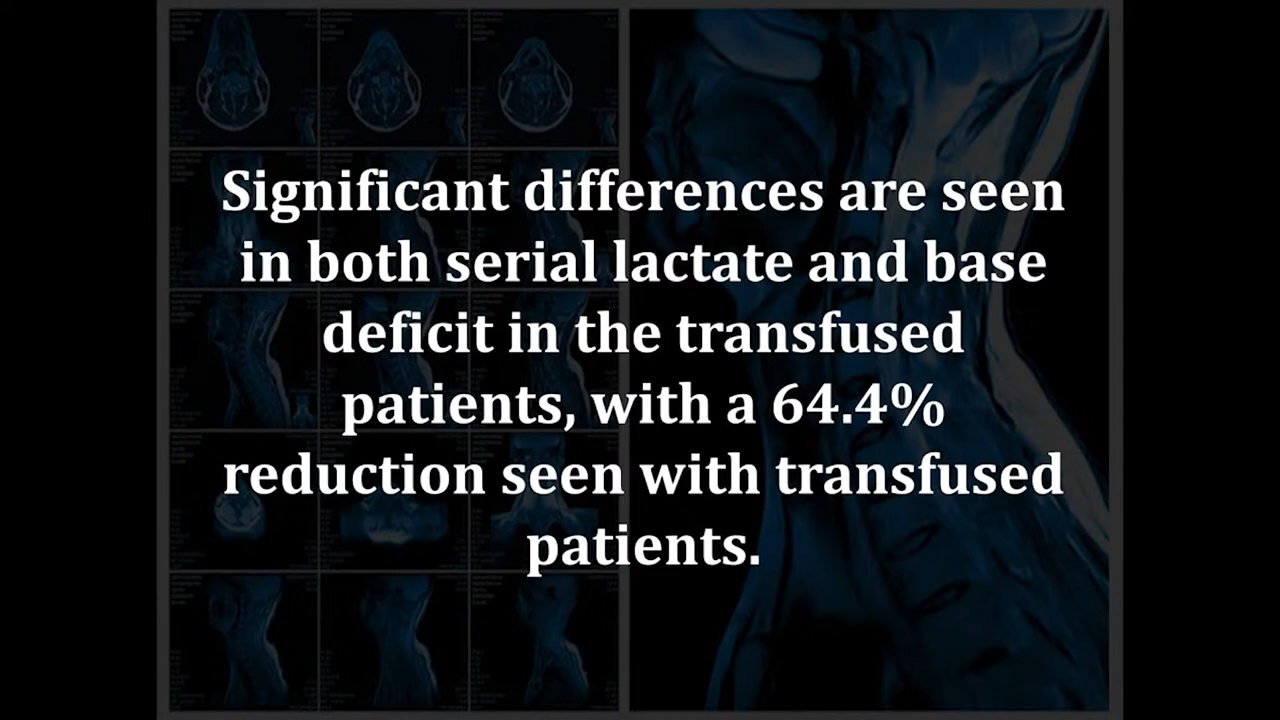 Significant differences are seen
in both serial lactate and base
deficit in the transfused
patients, with a 64.4%
reduction seen with transfused
patients.